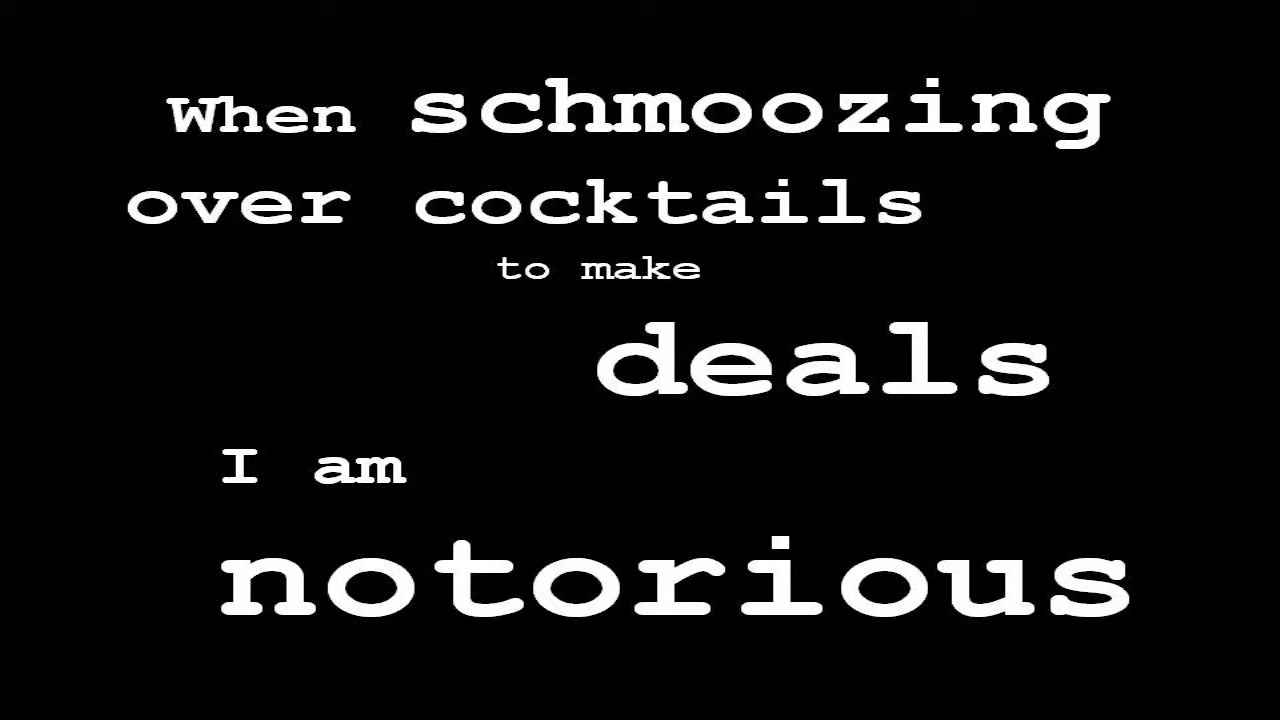 When schmoozing
over cocktails
to make
deals
I am
notorious